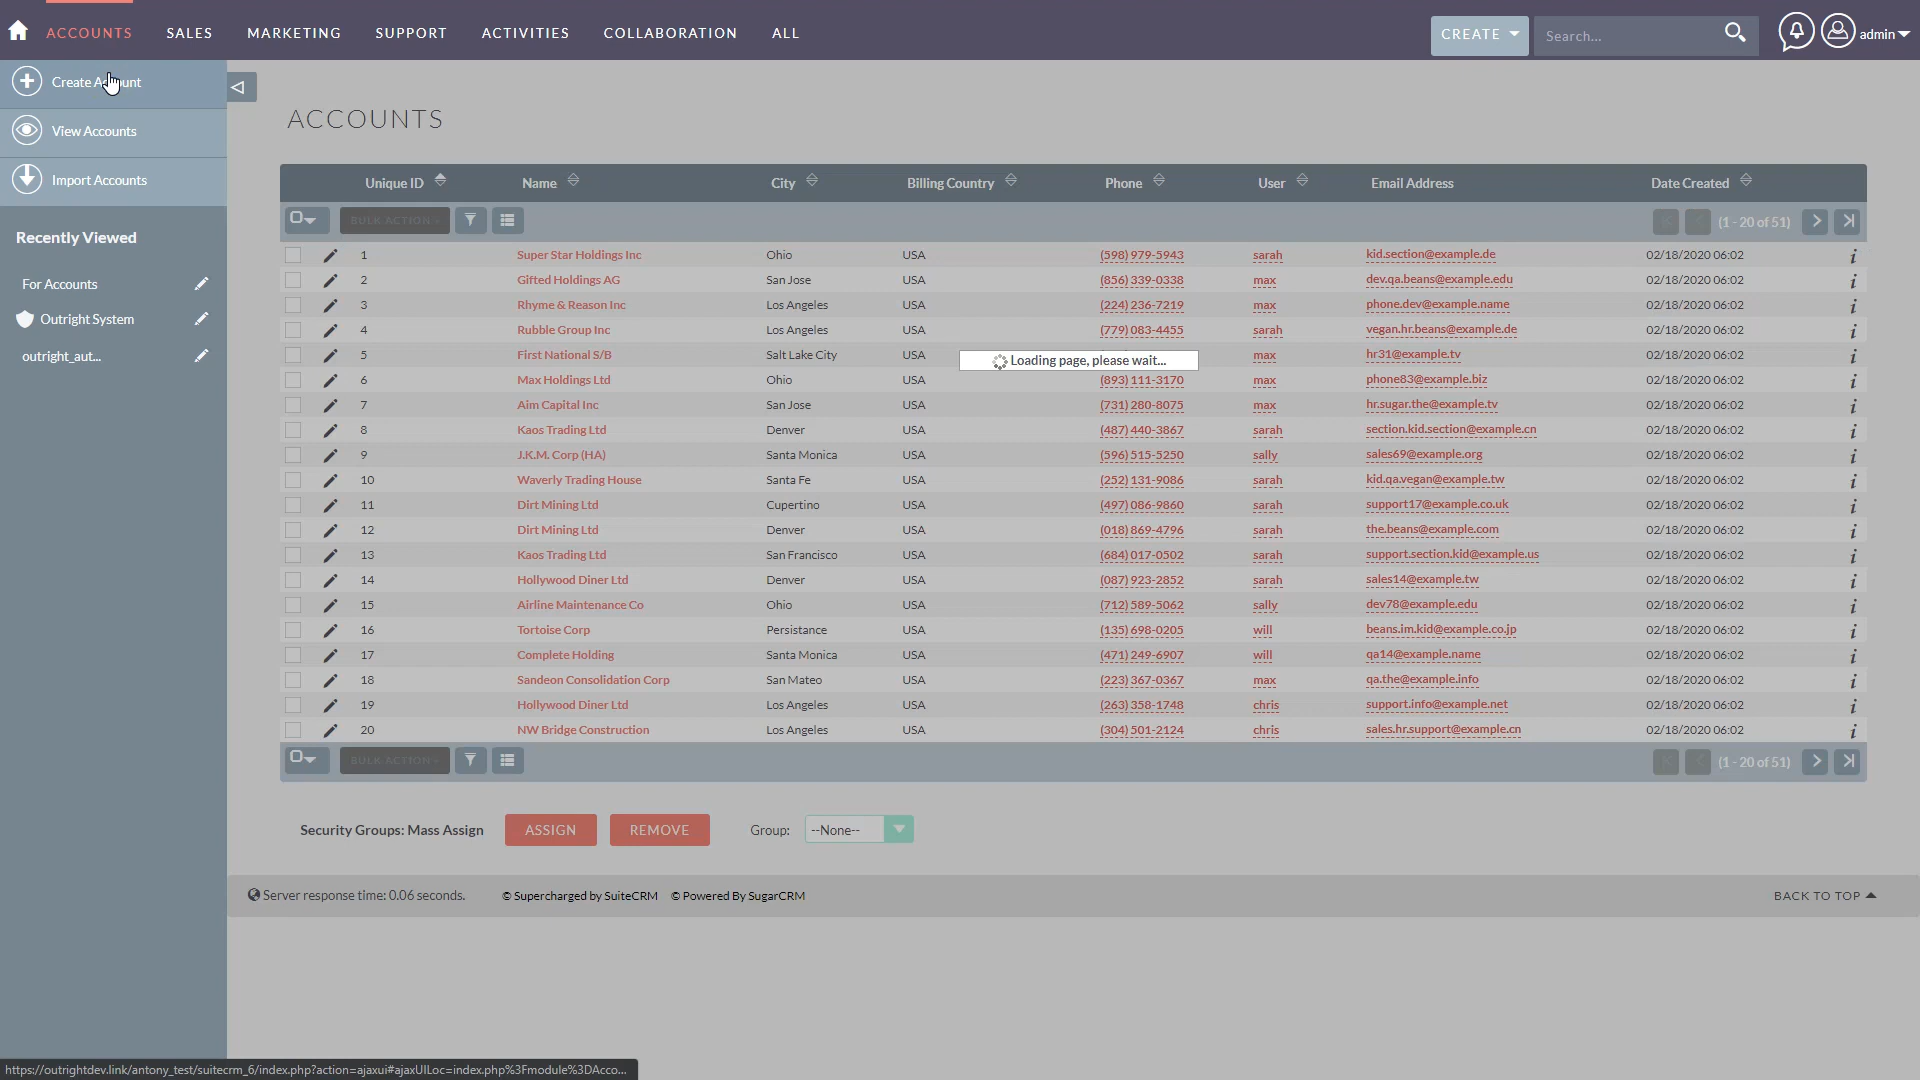 ACCOUNTS SALES MARKETING SUPPORT ACTIVITIES COLLABORATION ALL CREATE Search... admin
Create Account
View Accounts
Import Accounts
Recently Viewed
For Accounts
Outright System
outright_aut...
ACCOUNTS
Unique ID Name City Billing Country Phone User Email Address Date Created
BULK ACTION (1 - 20 of 51)
1 Super Star Holdings Inc Ohio USA (598) 979-5943 sarah kid.section@example.de 02/18/2020 06:02
2 Gifted Holdings AG San Jose USA (856) 339-0338 max dev.qa.beans@example.edu 02/18/2020 06:02
3 Rhyme & Reason Inc Los Angeles USA (224) 236-7219 max phone.dev@example.name 02/18/2020 06:02
4 Rubble Group Inc Los Angeles USA (779) 083-4455 sarah vegan.hr.beans@example.de 02/18/2020 06:02
5 First National S/B Salt Lake City USA max hr31@example.tv 02/18/2020 06:02
Loading page, please wait...
6 Max Holdings Ltd Ohio USA (893) 111-3170 max phone83@example.biz 02/18/2020 06:02
7 Aim Capital Inc San Jose USA (731) 280-8075 max hr.sugar.the@example.tv 02/18/2020 06:02
8 Kaos Trading Ltd Denver USA (487) 440-3867 sarah section.kid.section@example.cn 02/18/2020 06:02
9 J.K.M. Corp (HA) Santa Monica USA (596) 515-5250 sally sales69@example.org 02/18/2020 06:02
10 Waverly Trading House Santa Fe USA (252) 131-9086 sarah kid.qa.vegan@example.tw 02/18/2020 06:02
11 Dirt Mining Ltd Cupertino USA (497) 086-9860 sarah support17@example.co.uk 02/18/2020 06:02
12 Dirt Mining Ltd Denver USA (018) 869-4796 sarah the.beans@example.com 02/18/2020 06:02
13 Kaos Trading Ltd San Francisco USA (684) 017-0502 sarah support.section.kid@example.us 02/18/2020 06:02
14 Hollywood Diner Ltd Denver USA (087) 923-2852 sarah sales14@example.tw 02/18/2020 06:02
15 Airline Maintenance Co Ohio USA (712) 589-5062 sally dev78@example.edu 02/18/2020 06:02
16 Tortoise Corp Persistance USA (135) 698-0205 will beans.im.kid@example.co.jp 02/18/2020 06:02
17 Complete Holding Santa Monica USA (471) 249-6907 will qa14@example.name 02/18/2020 06:02
18 Sandeon Consolidation Corp San Mateo USA (223) 367-0367 max qa.the@example.info 02/18/2020 06:02
19 Hollywood Diner Ltd Los Angeles USA (263) 358-1748 chris support.info@example.net 02/18/2020 06:02
20 NW Bridge Construction Los Angeles USA (304) 501-2124 chris sales.hr.support@example.cn 02/18/2020 06:02
BULK ACTION (1 - 20 of 51)
Security Groups: Mass Assign ASSIGN REMOVE Group: --None--
Server response time: 0.06 seconds. © Supercharged by SuiteCRM © Powered By SugarCRM BACK TO TOP
https://outrightdev.link/antony_test/suitecrm_6/index.php?action=ajaxui#ajaxUILoc=index.php%3Fmodule%3DAcco...